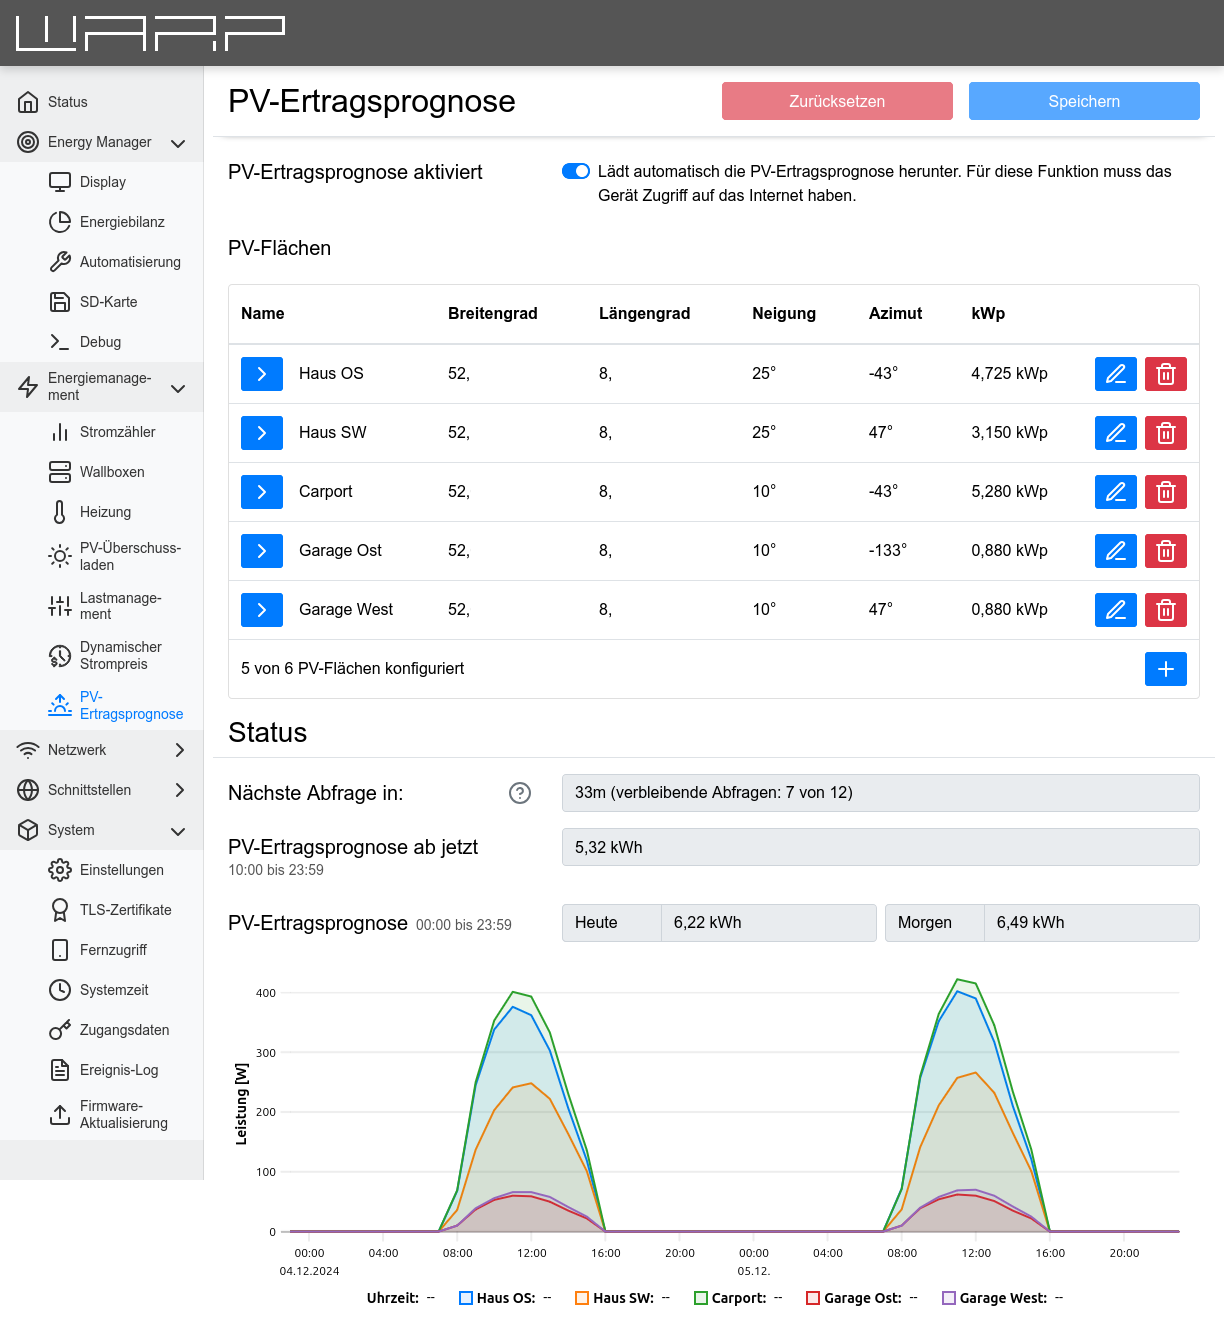 WARP
Status
Energy Manager
Display
Energiebilanz
Automatisierung
SD-Karte
Debug
Energiemanage-
ment
Stromzähler
Wallboxen
Heizung
PV-Überschuss-
laden
Lastmanage-
ment
Dynamischer
Strompreis
PV-
Ertragsprognose
Netzwerk
Schnittstellen
System
Einstellungen
TLS-Zertifikate
Fernzugriff
Systemzeit
Zugangsdaten
Ereignis-Log
Firmware-
Aktualisierung
PV-Ertragsprognose Zurücksetzen Speichern
PV-Ertragsprognose aktiviert Lädt automatisch die PV-Ertragsprognose herunter. Für diese Funktion muss das
Gerät Zugriff auf das Internet haben.
PV-Flächen
Name Breitengrad Längengrad Neigung Azimut kWp
Haus OS 52, 8, 25° -43° 4,725 kWp
Haus SW 52, 8, 25° 47° 3,150 kWp
Carport 52, 8, 10° -43° 5,280 kWp
Garage Ost 52, 8, 10° -133° 0,880 kWp
Garage West 52, 8, 10° 47° 0,880 kWp
5 von 6 PV-Flächen konfiguriert
Status
Nächste Abfrage in: 33m (verbleibende Abfragen: 7 von 12)
PV-Ertragsprognose ab jetzt 5,32 kWh
10:00 bis 23:59
PV-Ertragsprognose 00:00 bis 23:59 Heute 6,22 kWh Morgen 6,49 kWh
Leistung [W]
400
300
200
100
0
00:00 04:00 08:00 12:00 16:00 20:00 00:00 04:00 08:00 12:00 16:00 20:00
04.12.2024 05.12.
Uhrzeit: -- Haus OS: -- Haus SW: -- Carport: -- Garage Ost: -- Garage West: --